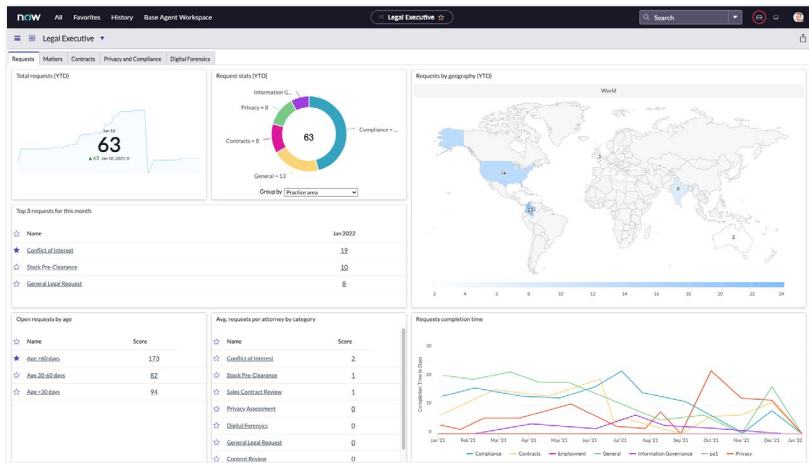 now All Favorites History Base Agent Workspace Legal Executive Search
Legal Executive
Requests Matters Contracts Privacy and Compliance Digital Forensics
Total requests (YTD)
Jan 10
63
▲ 63 Jan 10, 2021: 0
Request stats (YTD)
Information G...
Privacy = 8
Contracts = 8
General = 13
Compliance = ...
63
Group by Practice area
Requests by geography (YTD)
World
14
5
6
2
2 4 6 8 10 12 14 16 18 20 22 24
Top 3 requests for this month
Name Jan 2022
Conflict of Interest 19
Stock Pre-Clearance 10
General Legal Request 8
Open requests by age
Name Score
Age >60 days 173
Age 30-60 days 82
Age <30 days 94
Avg. requests per attorney by category
Name Score
Conflict of Interest 2
Stock Pre-Clearance 1
Sales Contract Review 1
Privacy Assessment 0
Digital Forensics 0
General Legal Request 0
Content Review 0
Requests completion time
Completion Time in Days
30
20
10
0
Jan '21 Feb '21 Mar '21 Apr '21 May '21 Jun '21 Jul '21 Aug '21 Sep '21 Oct '21 Nov '21 Dec '21 Jan '22
Compliance Contracts Employment General Information Governance pa1 Privacy